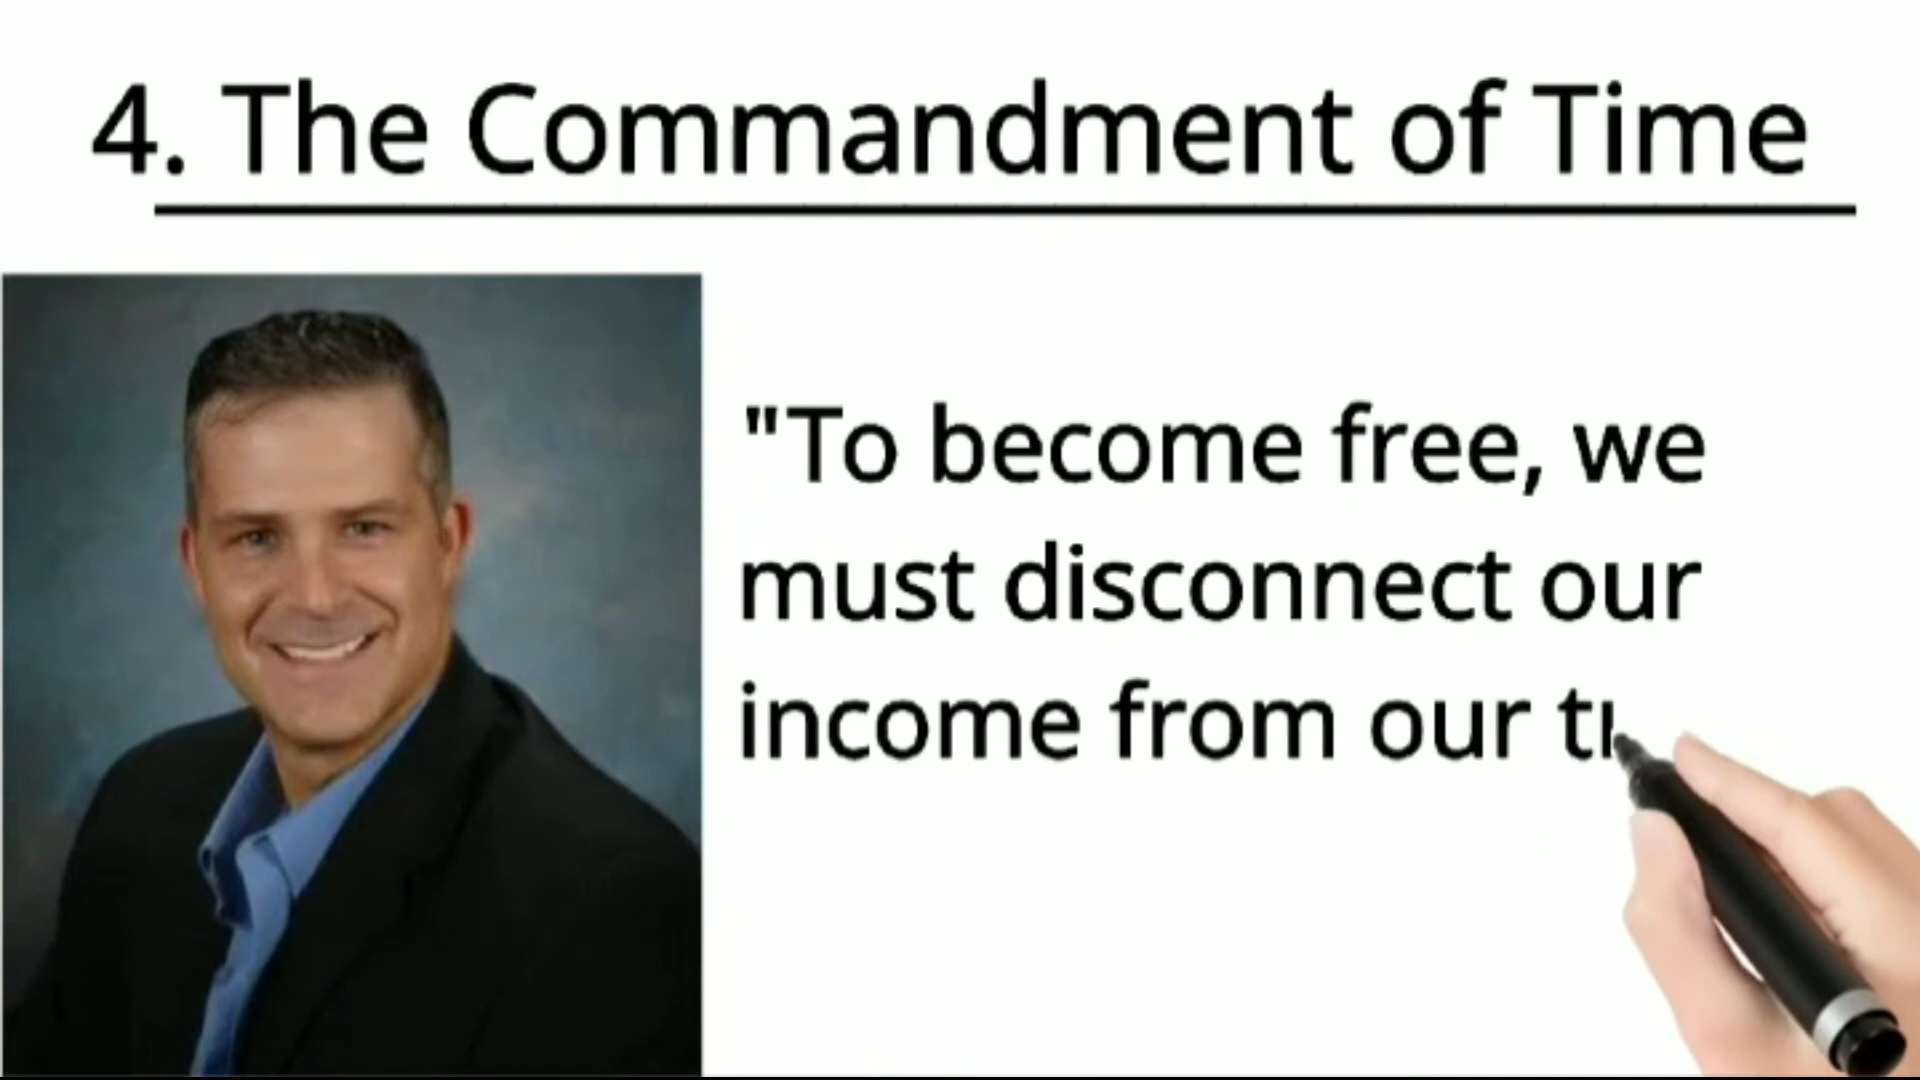 4. The Commandment of Time
"To become free, we
must disconnect our
income from our